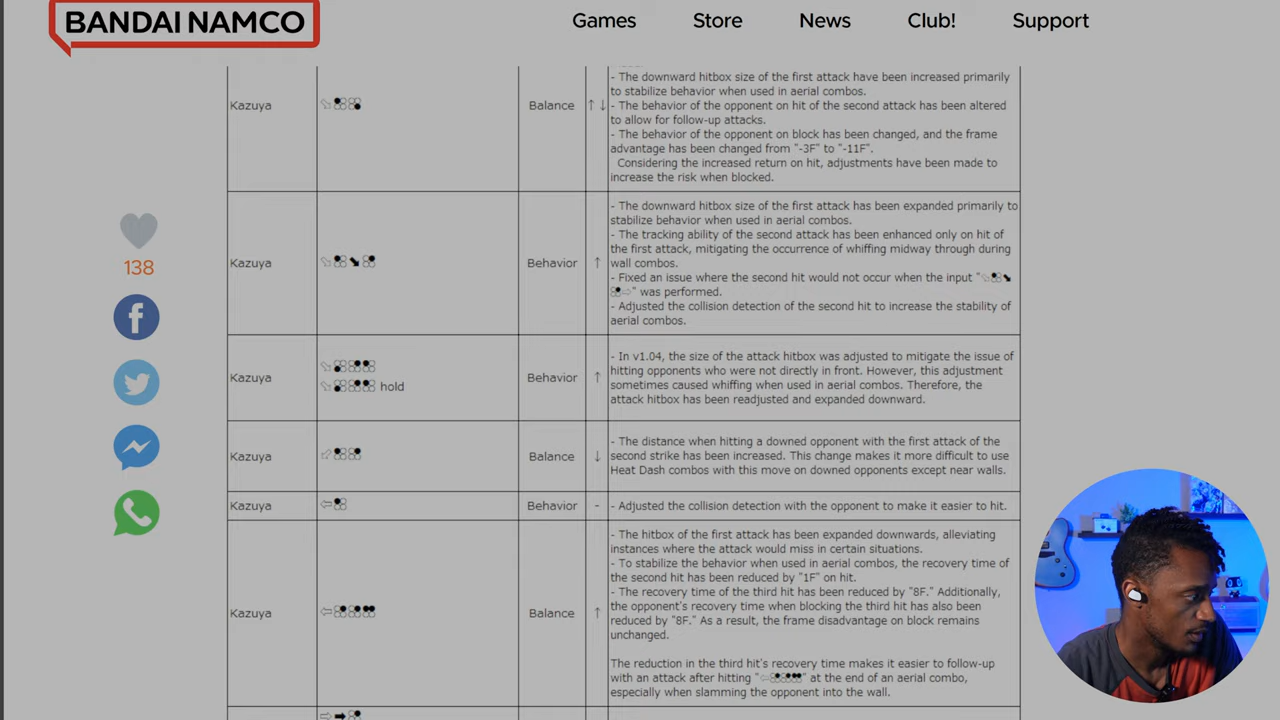 BANDAI NAMCO
Games
Store
News
Club!
Support
138
Kazuya
Balance
↑ ↓
- The downward hitbox size of the first attack have been increased primarily
to stabilize behavior when used in aerial combos.
- The behavior of the opponent on hit of the second attack has been altered
to allow for follow-up attacks.
- The behavior of the opponent on block has been changed, and the frame
advantage has been changed from "-3F" to "-11F".
Considering the increased return on hit, adjustments have been made to
increase the risk when blocked.
Kazuya
Behavior
↑
- The downward hitbox size of the first attack has been expanded primarily to
stabilize behavior when used in aerial combos.
- The tracking ability of the second attack has been enhanced only on hit of
the first attack, mitigating the occurrence of whiffing midway through during
wall combos.
- Fixed an issue where the second hit would not occur when the input "
" was performed.
- Adjusted the collision detection of the second hit to increase the stability of
aerial combos.
Kazuya
hold
Behavior
↑
- In v1.04, the size of the attack hitbox was adjusted to mitigate the issue of
hitting opponents who were not directly in front. However, this adjustment
sometimes caused whiffing when used in aerial combos. Therefore, the
attack hitbox has been readjusted and expanded downward.
Kazuya
Balance
↓
- The distance when hitting a downed opponent with the first attack of the
second strike has been increased. This change makes it more difficult to use
Heat Dash combos with this move on downed opponents except near walls.
Kazuya
Behavior
-
- Adjusted the collision detection with the opponent to make it easier to hit.
Kazuya
Balance
↑
- The hitbox of the first attack has been expanded downwards, alleviating
instances where the attack would miss in certain situations.
- To stabilize the behavior when used in aerial combos, the recovery time of
the second hit has been reduced by "1F" on hit.
- The recovery time of the third hit has been reduced by "8F." Additionally,
the opponent's recovery time when blocking the third hit has also been
reduced by "8F." As a result, the frame disadvantage on block remains
unchanged.
The reduction in the third hit's recovery time makes it easier to follow-up
with an attack after hitting "" at the end of an aerial combo,
especially when slamming the opponent into the wall.